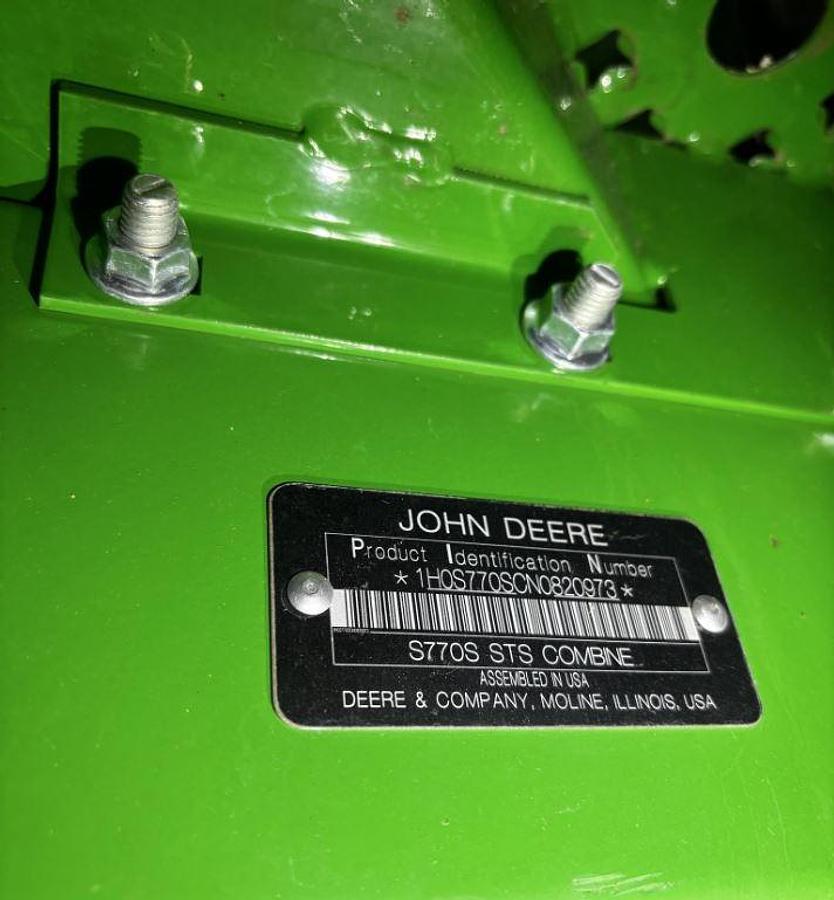 JOHN DEERE
Product Identification Number
*1H0S770SCN0820973*
S770S STS COMBINE
ASSEMBLED IN USA
DEERE & COMPANY, MOLINE, ILLINOIS, USA